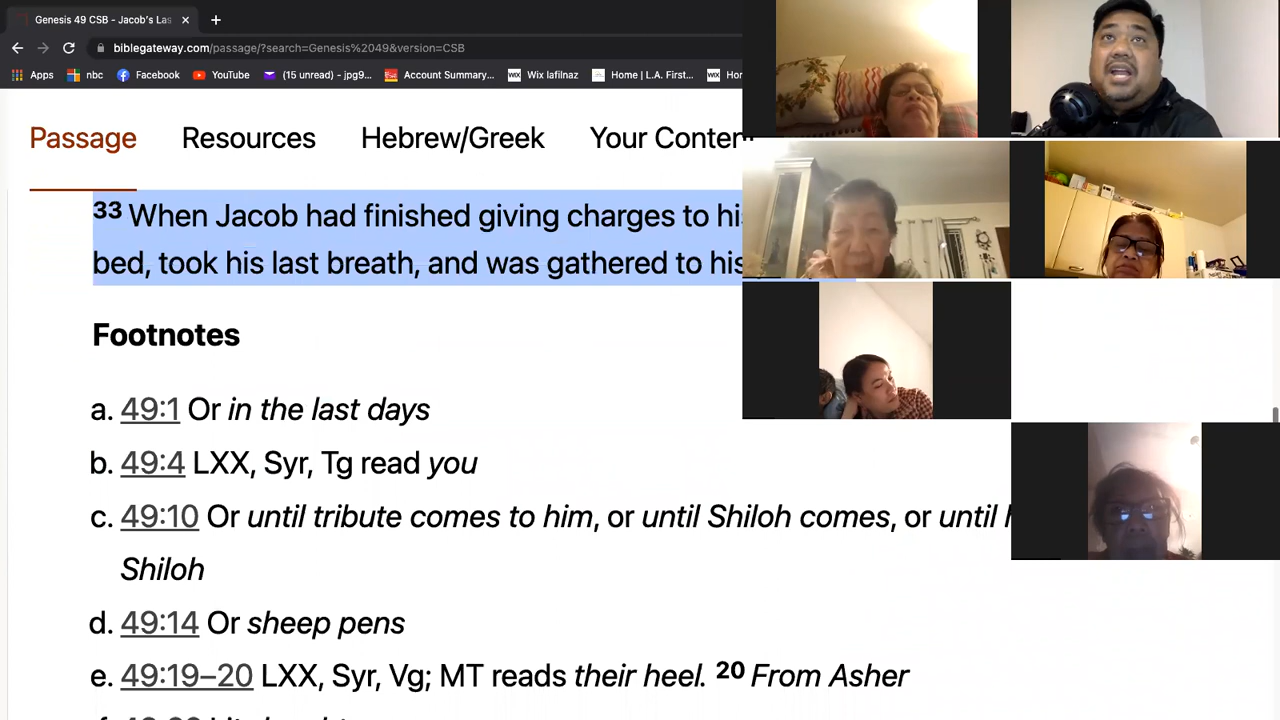 Genesis 49 CSB - Jacob's Las
biblegateway.com/passage/?search=Genesis%2049&version=CSB
Apps nbc Facebook YouTube (15 unread) - jpg9... Account Summary... Wix lafilnaz Home | L.A. First... Hor
Passage Resources Hebrew/Greek Your Conten
33 When Jacob had finished giving charges to his
bed, took his last breath, and was gathered to his
Footnotes
a. 49:1 Or in the last days
b. 49:4 LXX, Syr, Tg read you
c. 49:10 Or until tribute comes to him, or until Shiloh comes, or until
Shiloh
d. 49:14 Or sheep pens
e. 49:19–20 LXX, Syr, Vg; MT reads their heel. 20 From Asher